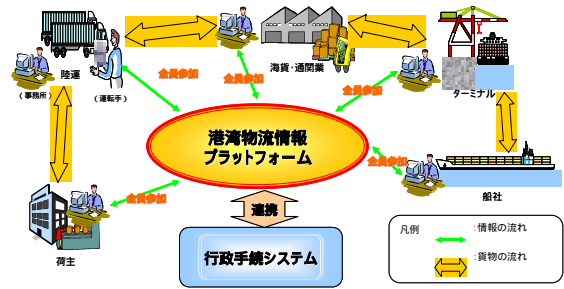 陸運
(事務所)
(運転手)
海貨・通関業
ターミナル
全員参加
全員参加
全員参加
港湾物流情報
プラットフォーム
全員参加
全員参加
船社
荷主
連携
行政手続システム
凡例
:情報の流れ
:貨物の流れ